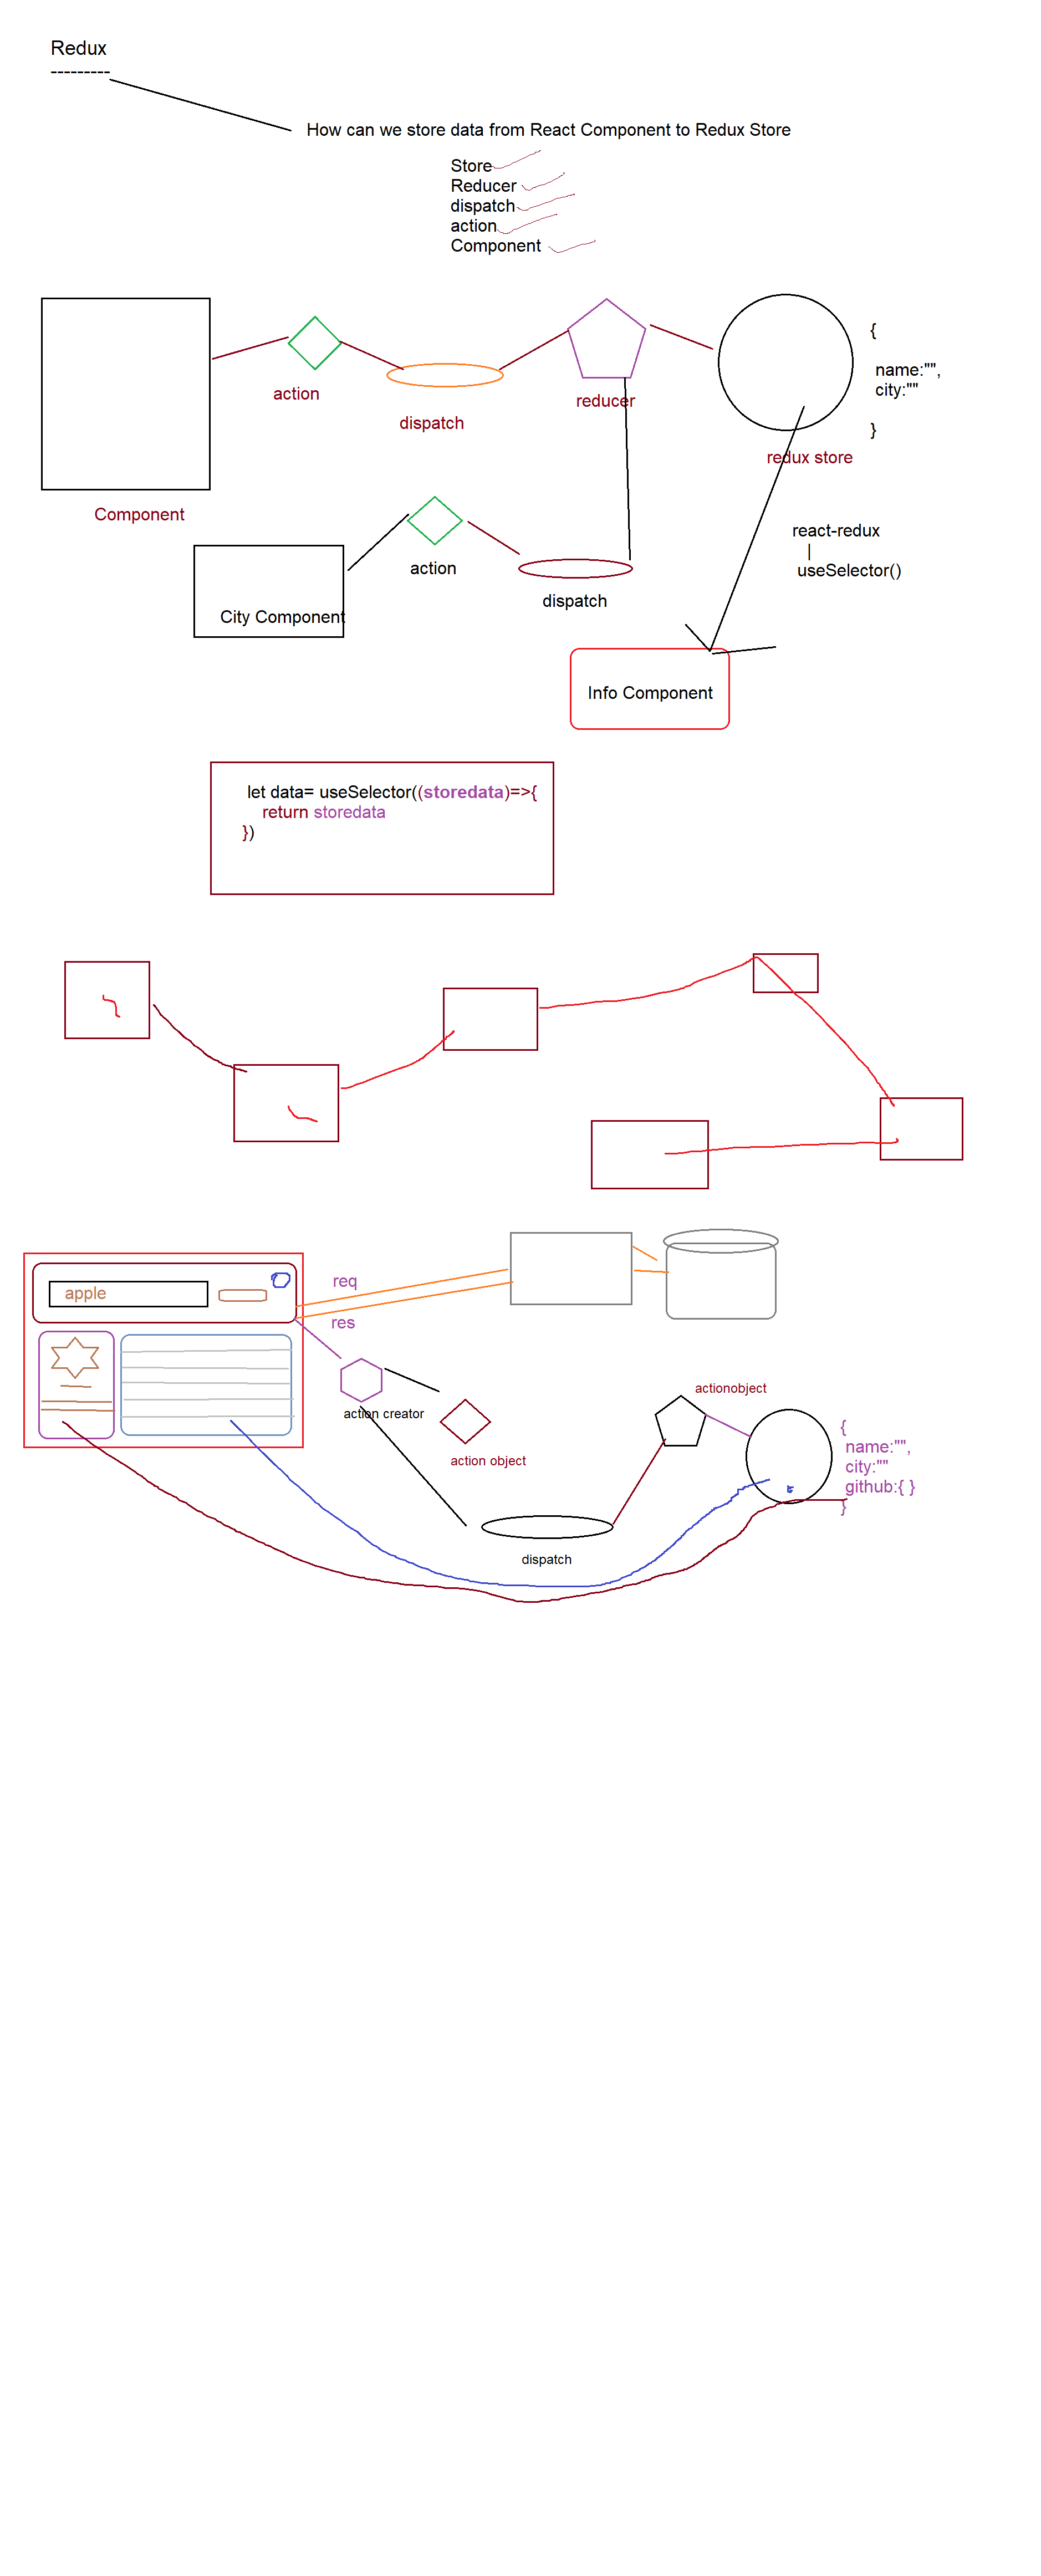 Redux
---------
How can we store data from React Component to Redux Store
Store
Reducer
dispatch
action
Component
{
name:"",
city:""
}
action
dispatch
reducer
redux store
Component
react-redux
|
useSelector()
action
dispatch
City Component
Info Component
let data= useSelector((storedata)=>{
return storedata
})
apple
req
res
action creator
action object
actionobject
{
name:"",
city:""
github:{ }
}
dispatch